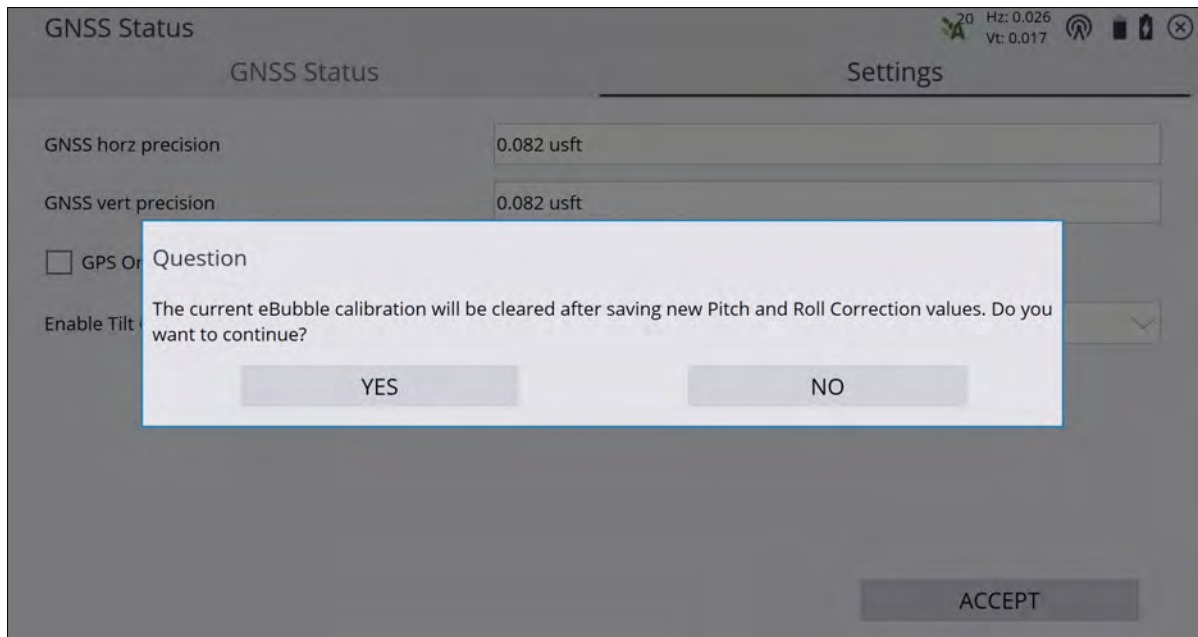 GNSS Status
20 Hz: 0.026
Vt: 0.017
GNSS Status Settings
GNSS horz precision 0.082 usft
GNSS vert precision 0.082 usft
GPS Or
Question
The current eBubble calibration will be cleared after saving new Pitch and Roll Correction values. Do you
want to continue?
Enable Tilt
YES NO
ACCEPT